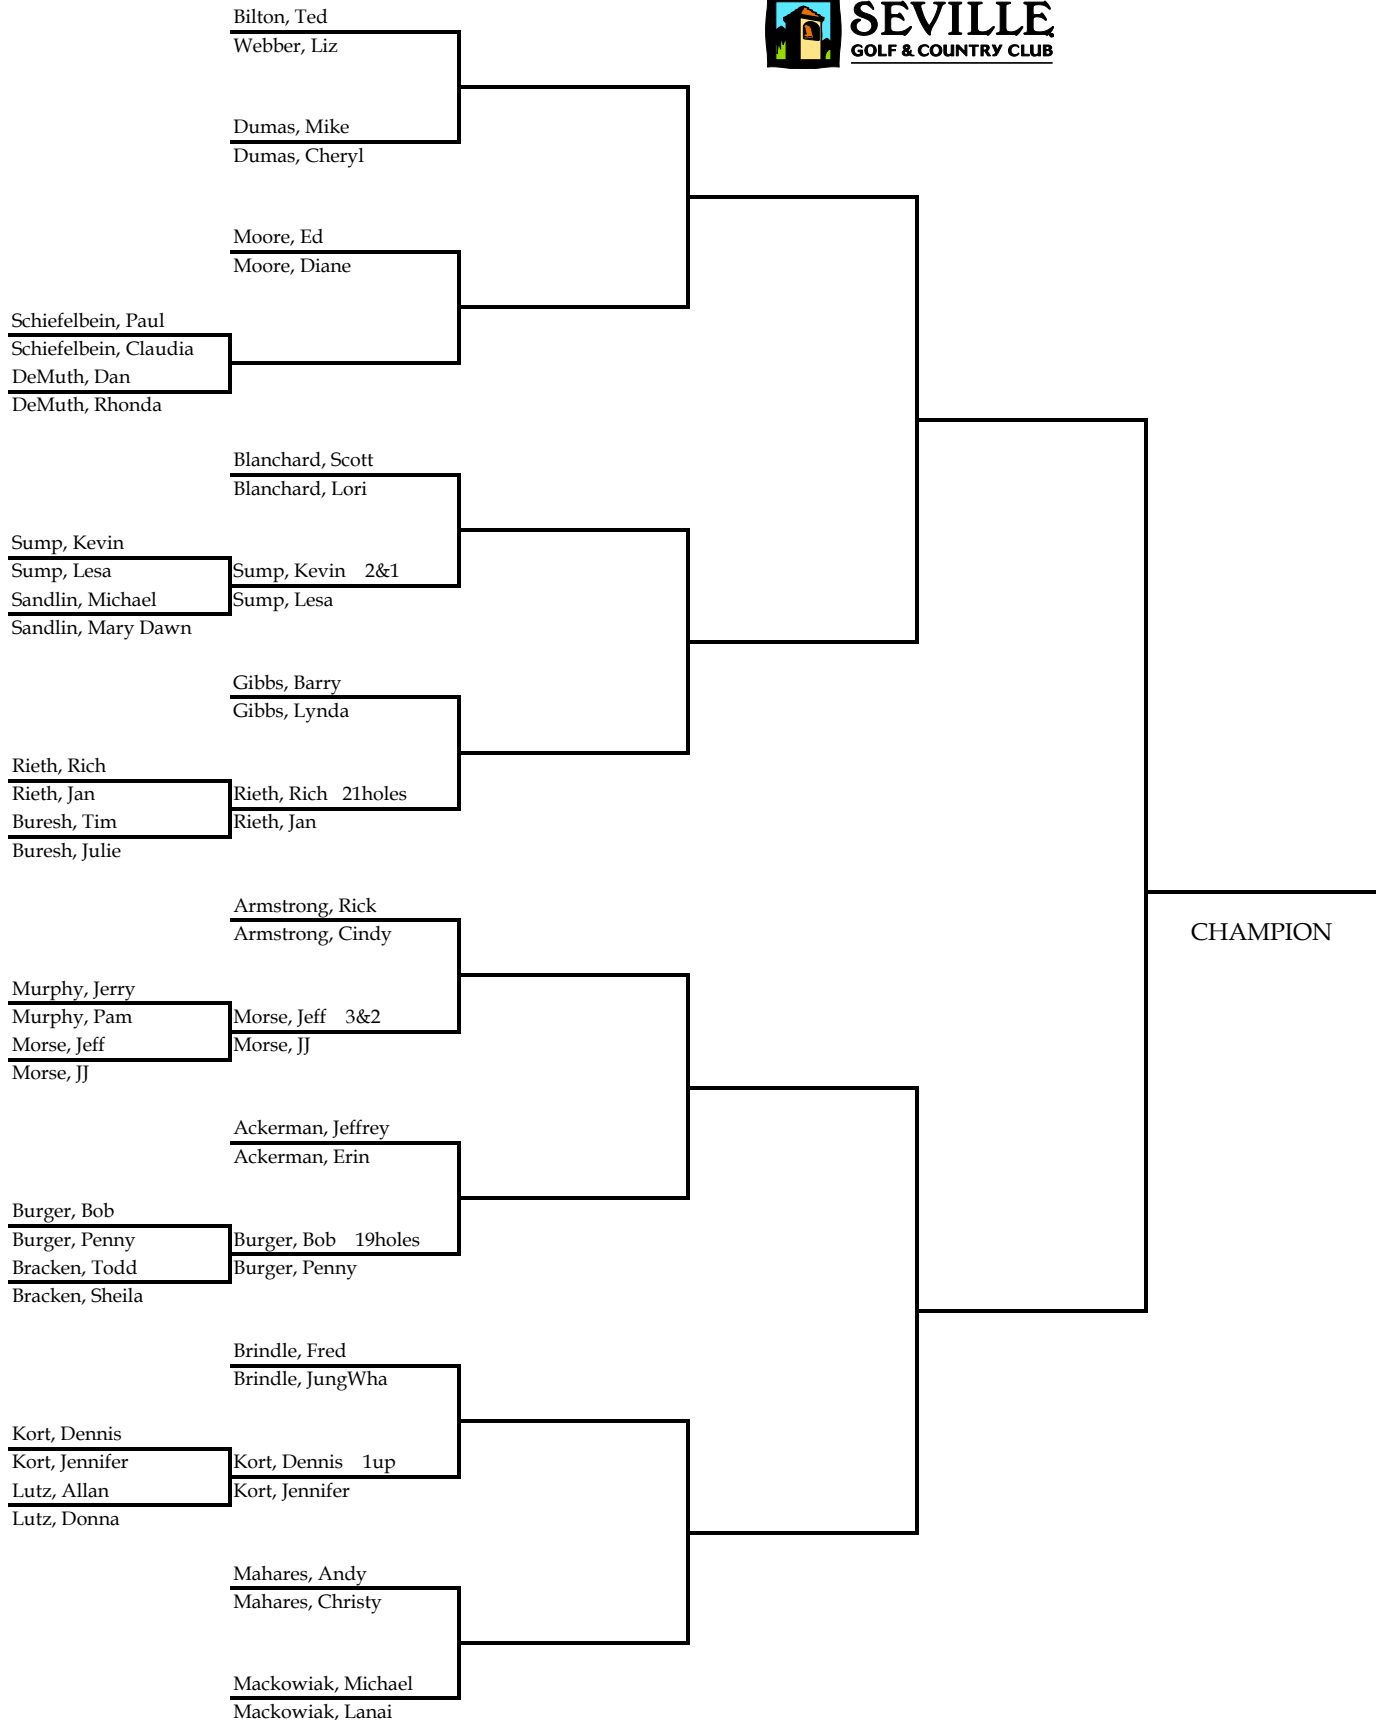 SEVILLE
GOLF & COUNTRY CLUB
Bilton, Ted
Webber, Liz
Dumas, Mike
Dumas, Cheryl
Moore, Ed
Moore, Diane
Schiefelbein, Paul
Schiefelbein, Claudia
DeMuth, Dan
DeMuth, Rhonda
Blanchard, Scott
Blanchard, Lori
Sump, Kevin
Sump, Lesa
Sandlin, Michael
Sandlin, Mary Dawn
Sump, Kevin 2&1
Sump, Lesa
Gibbs, Barry
Gibbs, Lynda
Rieth, Rich
Rieth, Jan
Buresh, Tim
Buresh, Julie
Rieth, Rich 21holes
Rieth, Jan
Armstrong, Rick
Armstrong, Cindy
CHAMPION
Murphy, Jerry
Murphy, Pam
Morse, Jeff
Morse, JJ
Morse, Jeff 3&2
Morse, JJ
Ackerman, Jeffrey
Ackerman, Erin
Burger, Bob
Burger, Penny
Bracken, Todd
Bracken, Sheila
Burger, Bob 19holes
Burger, Penny
Brindle, Fred
Brindle, JungWha
Kort, Dennis
Kort, Jennifer
Lutz, Allan
Lutz, Donna
Kort, Dennis 1up
Kort, Jennifer
Mahares, Andy
Mahares, Christy
Mackowiak, Michael
Mackowiak, Lanai